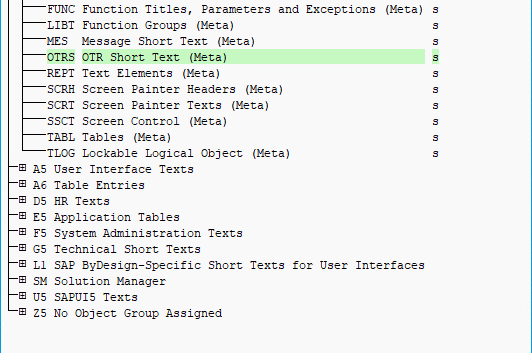 FUNC Function Titles, Parameters and Exceptions (Meta) s
LIBT Function Groups (Meta) s
MES Message Short Text (Meta) s
OTRS OTR Short Text (Meta) s
REPT Text Elements (Meta) s
SCRH Screen Painter Headers (Meta) s
SCRT Screen Painter Texts (Meta) s
SSCT Screen Control (Meta) s
TABL Tables (Meta) s
TLOG Lockable Logical Object (Meta) s
A5 User Interface Texts
A6 Table Entries
D5 HR Texts
E5 Application Tables
F5 System Administration Texts
G5 Technical Short Texts
L1 SAP ByDesign-Specific Short Texts for User Interfaces
SM Solution Manager
U5 SAPUI5 Texts
Z5 No Object Group Assigned